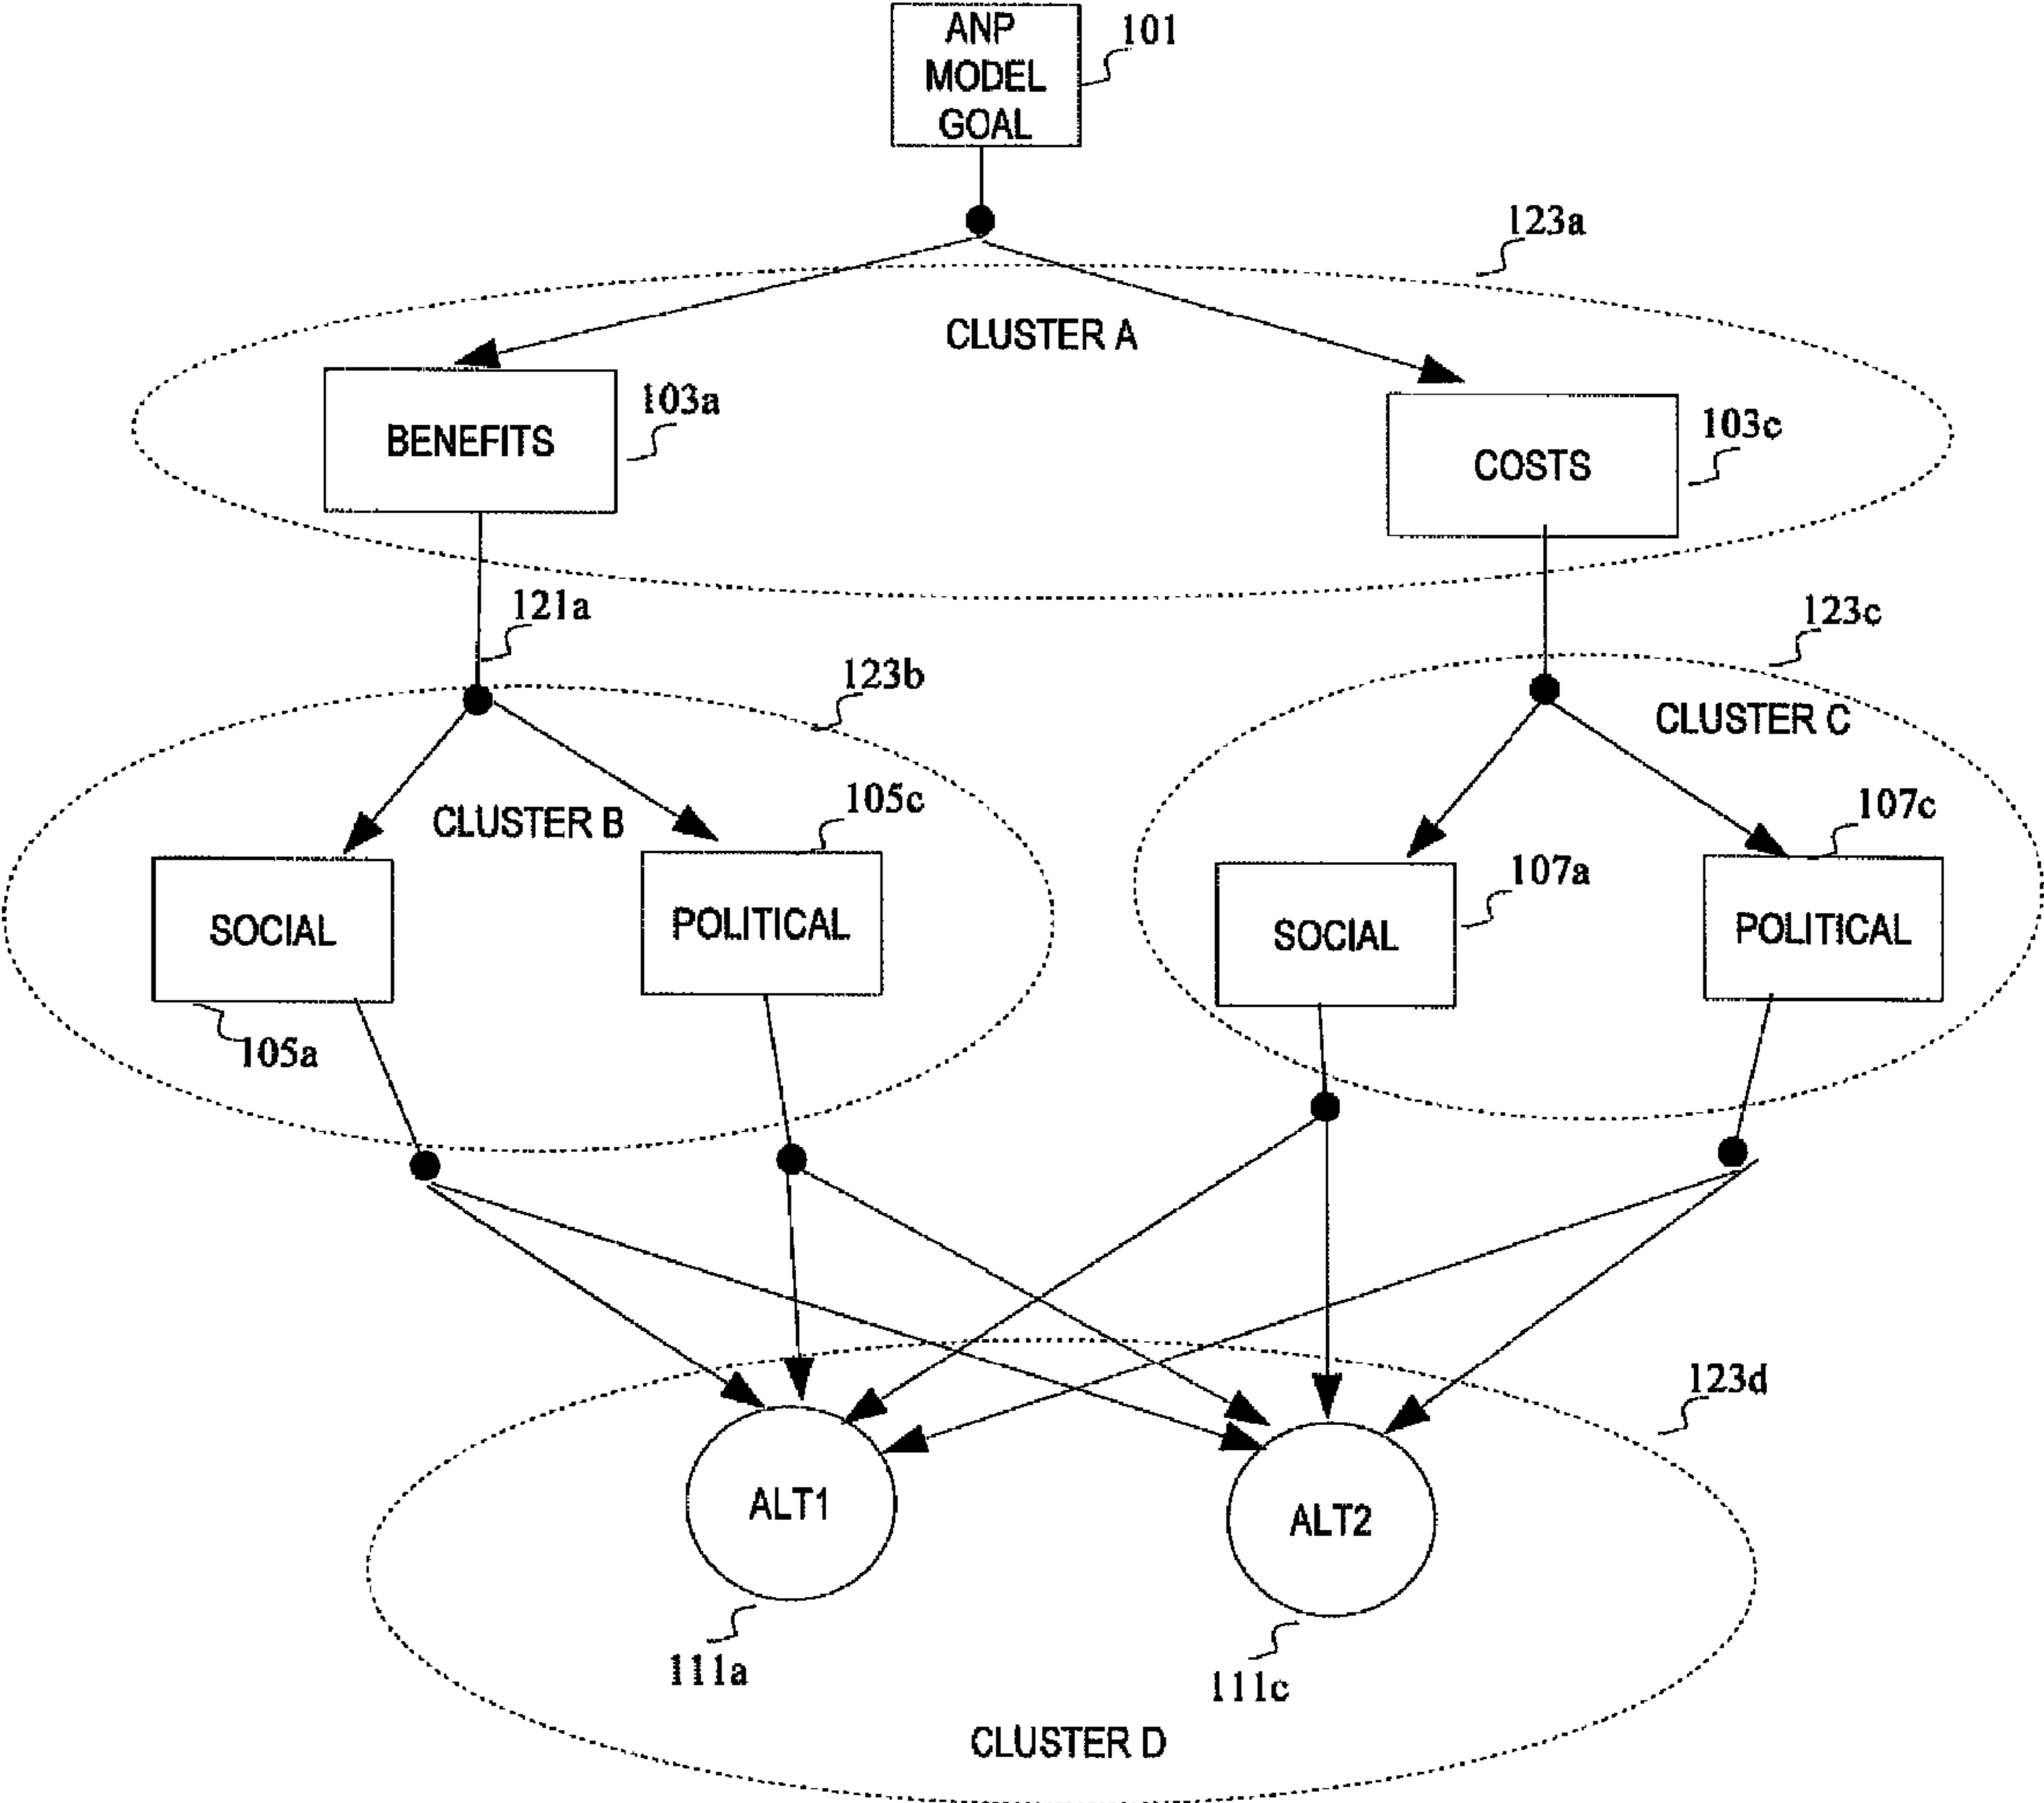 ANP
MODEL
GOAL
101
123a
CLUSTER A
BENEFITS
103a
COSTS
103c
121a
123b
123c
CLUSTER C
CLUSTER B
105c
107c
SOCIAL
POLITICAL
107a
SOCIAL
POLITICAL
105a
123d
ALT1
ALT2
111a
111c
CLUSTER D